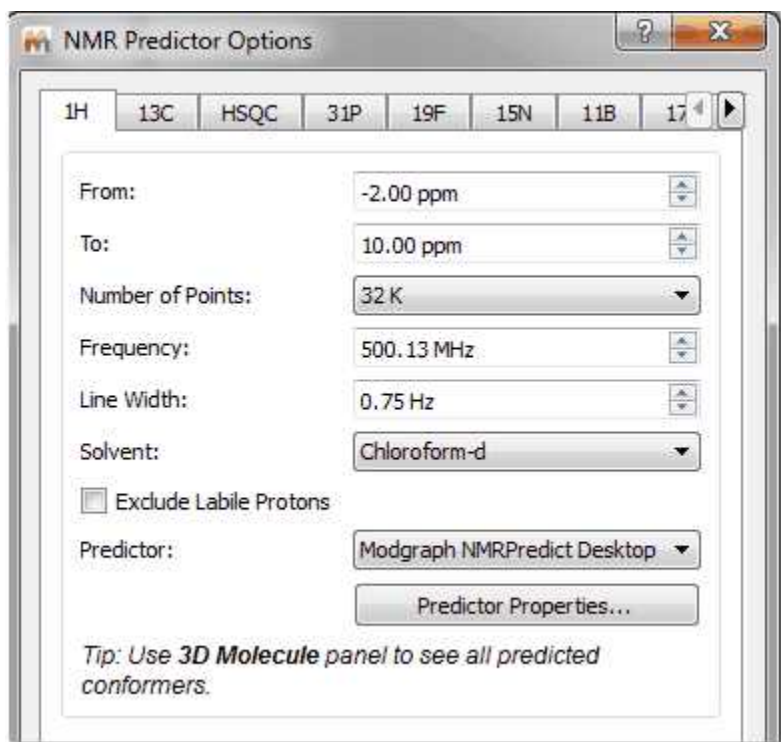 NMR Predictor Options
1H 13C HSQC 31P 19F 15N 11B 17
From: -2.00 ppm
To: 10.00 ppm
Number of Points: 32 K
Frequency: 500.13 MHz
Line Width: 0.75 Hz
Solvent: Chloroform-d
Exclude Labile Protons
Predictor: Modgraph NMRPredict Desktop
Predictor Properties...
Tip: Use 3D Molecule panel to see all predicted
conformers.